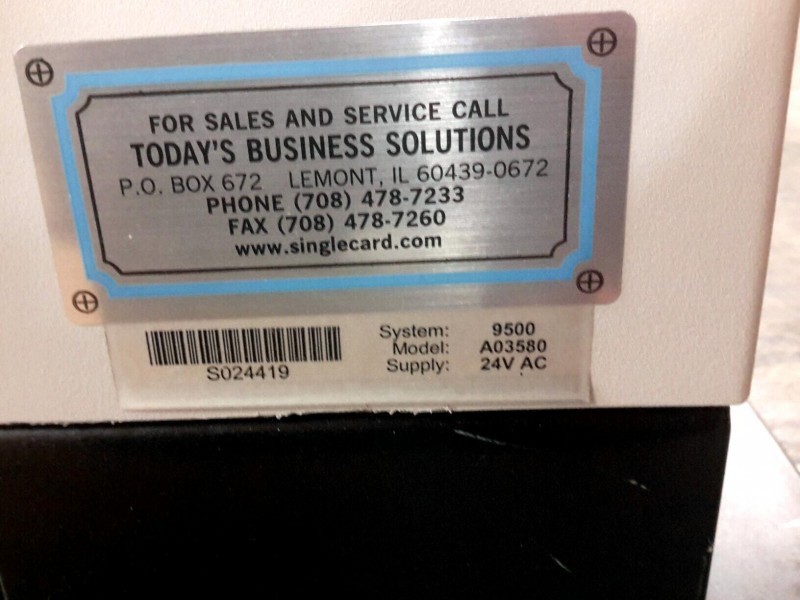 FOR SALES AND SERVICE CALL
TODAY'S BUSINESS SOLUTIONS
P.O. BOX 672 LEMONT, IL 60439-0672
PHONE (708) 478-7233
FAX (708) 478-7260
www.singlecard.com
S024419
System: 9500
Model: A03580
Supply: 24V AC